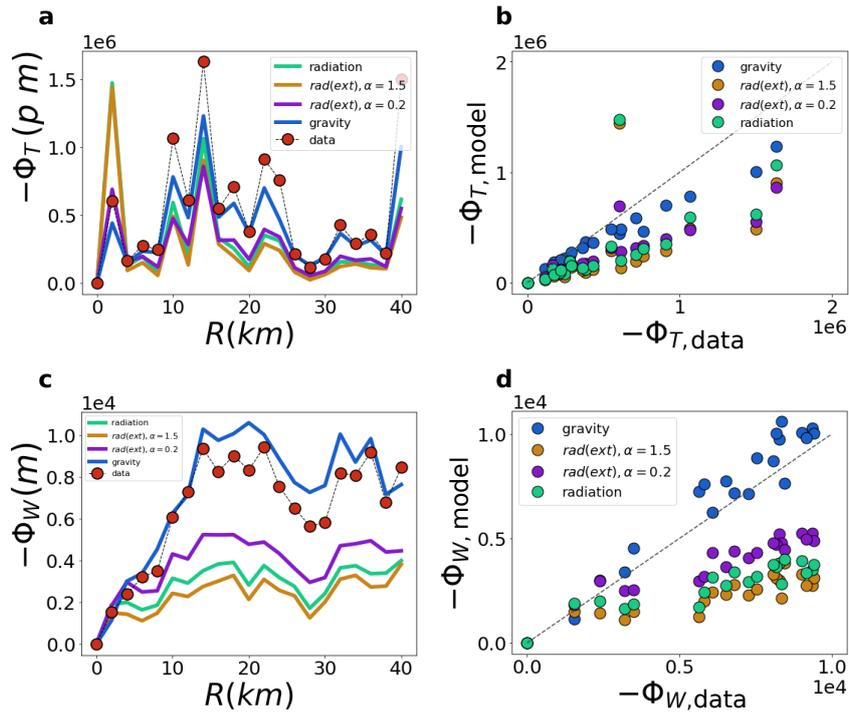 a
1e6
−Φ_T (p m)
1.5
1.0
0.5
0.0
radiation
rad(ext), α = 1.5
rad(ext), α = 0.2
gravity
data
0 10 20 30 40
R(km)
b
1e6
−Φ_T, model
2
1
0
gravity
rad(ext), α = 1.5
rad(ext), α = 0.2
radiation
0 1 2
1e6
−Φ_T, data
c
1e4
−Φ_W(m)
1.0
0.8
0.6
0.4
0.2
0.0
radiation
rad(ext), α = 1.5
rad(ext), α = 0.2
gravity
data
0 10 20 30 40
R(km)
d
1e4
−Φ_W, model
1.0
0.5
0.0
gravity
rad(ext), α = 1.5
rad(ext), α = 0.2
radiation
0.0 0.5 1.0
1e4
−Φ_W, data